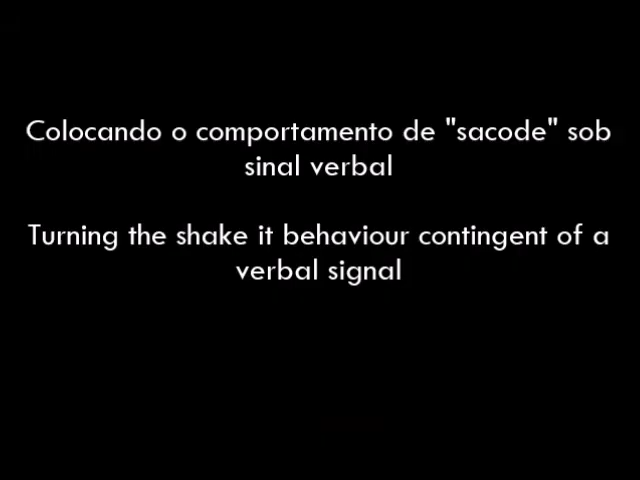 Colocando o comportamento de "sacode" sob
sinal verbal
Turning the shake it behaviour contingent of a
verbal signal